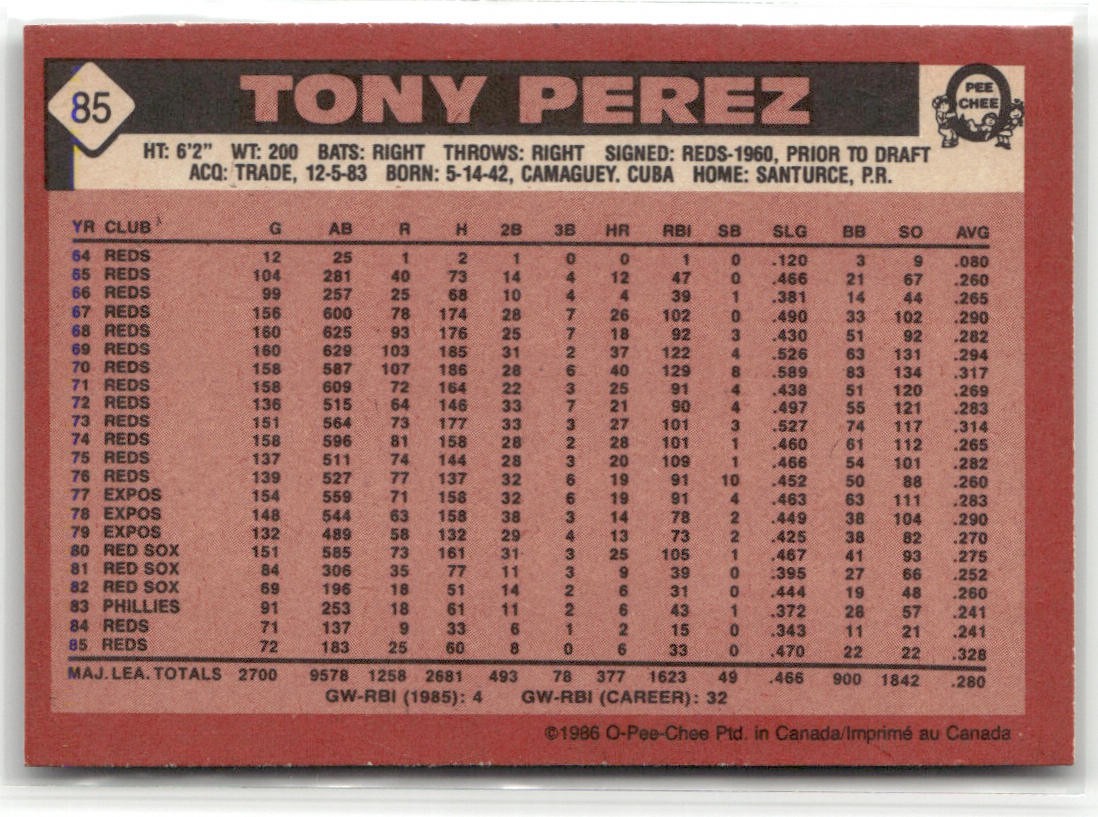 85
TONY PEREZ
PEE
CHEE
HT: 6'2" WT: 200 BATS: RIGHT THROWS: RIGHT SIGNED: REDS-1960, PRIOR TO DRAFT
ACQ: TRADE, 12-5-83 BORN: 5-14-42, CAMAGUEY. CUBA HOME: SANTURCE, P.R.
YR CLUB G AB R H 2B 3B HR RBI SB SLG BB SO AVG
64 REDS 12 25 1 2 1 0 0 1 0 .120 3 9 .080
65 REDS 104 281 40 73 14 4 12 47 0 .466 21 67 .260
66 REDS 99 257 25 68 10 4 4 39 1 .381 14 44 .265
67 REDS 156 600 78 174 28 7 26 102 0 .490 33 102 .290
68 REDS 160 625 93 176 25 7 18 92 3 .430 51 92 .282
69 REDS 160 629 103 185 31 2 37 122 4 .526 63 131 .294
70 REDS 158 587 107 186 28 6 40 129 8 .589 83 134 .317
71 REDS 158 609 72 164 22 3 25 91 4 .438 51 120 .269
72 REDS 136 515 64 146 33 7 21 90 4 .497 55 121 .283
73 REDS 151 564 73 177 33 3 27 101 3 .527 74 117 .314
74 REDS 158 596 81 158 28 2 28 101 1 .460 61 112 .265
75 REDS 137 511 74 144 28 3 20 109 1 .466 54 101 .282
76 REDS 139 527 77 137 32 6 19 91 10 .452 50 88 .260
77 EXPOS 154 559 71 158 32 6 19 91 4 .463 63 111 .283
78 EXPOS 148 544 63 158 38 3 14 78 2 .449 38 104 .290
79 EXPOS 132 489 58 132 29 4 13 73 2 .425 38 82 .270
80 RED SOX 151 585 73 161 31 3 25 105 1 .467 41 93 .275
81 RED SOX 84 306 35 77 11 3 9 39 0 .395 27 66 .252
82 RED SOX 69 196 18 51 14 2 6 31 0 .444 19 48 .260
83 PHILLIES 91 253 18 61 11 2 6 43 1 .372 28 57 .241
84 REDS 71 137 9 33 6 1 2 15 0 .343 11 21 .241
85 REDS 72 183 25 60 8 0 6 33 0 .470 22 22 .328
MAJ. LEA. TOTALS 2700 9578 1258 2681 493 78 377 1623 49 .466 900 1842 .280
GW-RBI (1985): 4 GW-RBI (CAREER): 32
©1986 O-Pee-Chee Ptd. in Canada/Imprimé au Canada